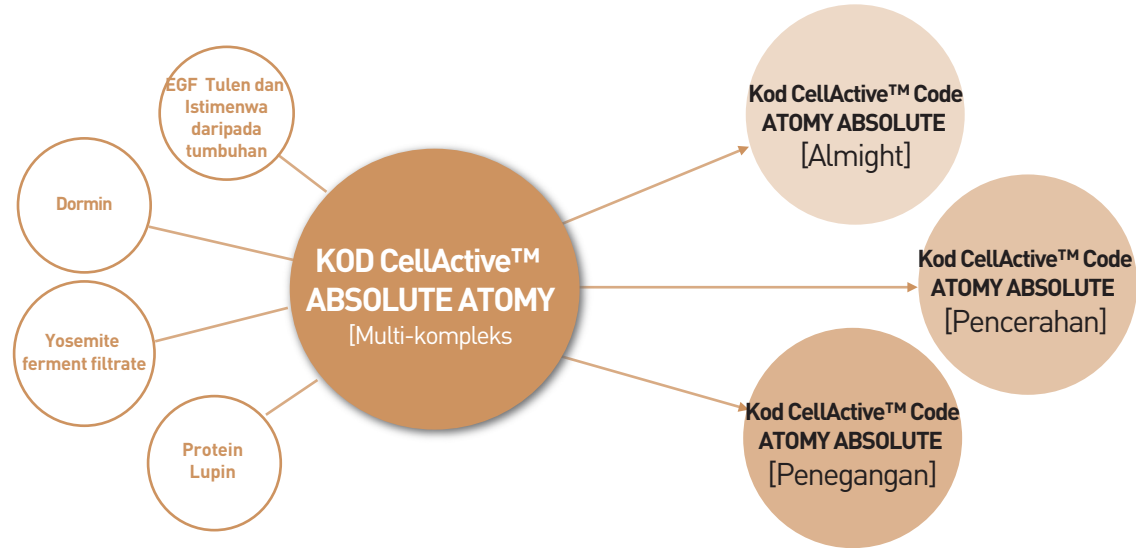 EGF Tulen dan
Istimenwa
daripada
tumbuhan
Dormin
Yosemite
ferment filtrate
Protein
Lupin
KOD CellActive™
ABSOLUTE ATOMY
[Multi-kompleks
Kod CellActive™ Code
ATOMY ABSOLUTE
[Almight]
Kod CellActive™ Code
ATOMY ABSOLUTE
[Pencerahan]
Kod CellActive™ Code
ATOMY ABSOLUTE
[Penegangan]